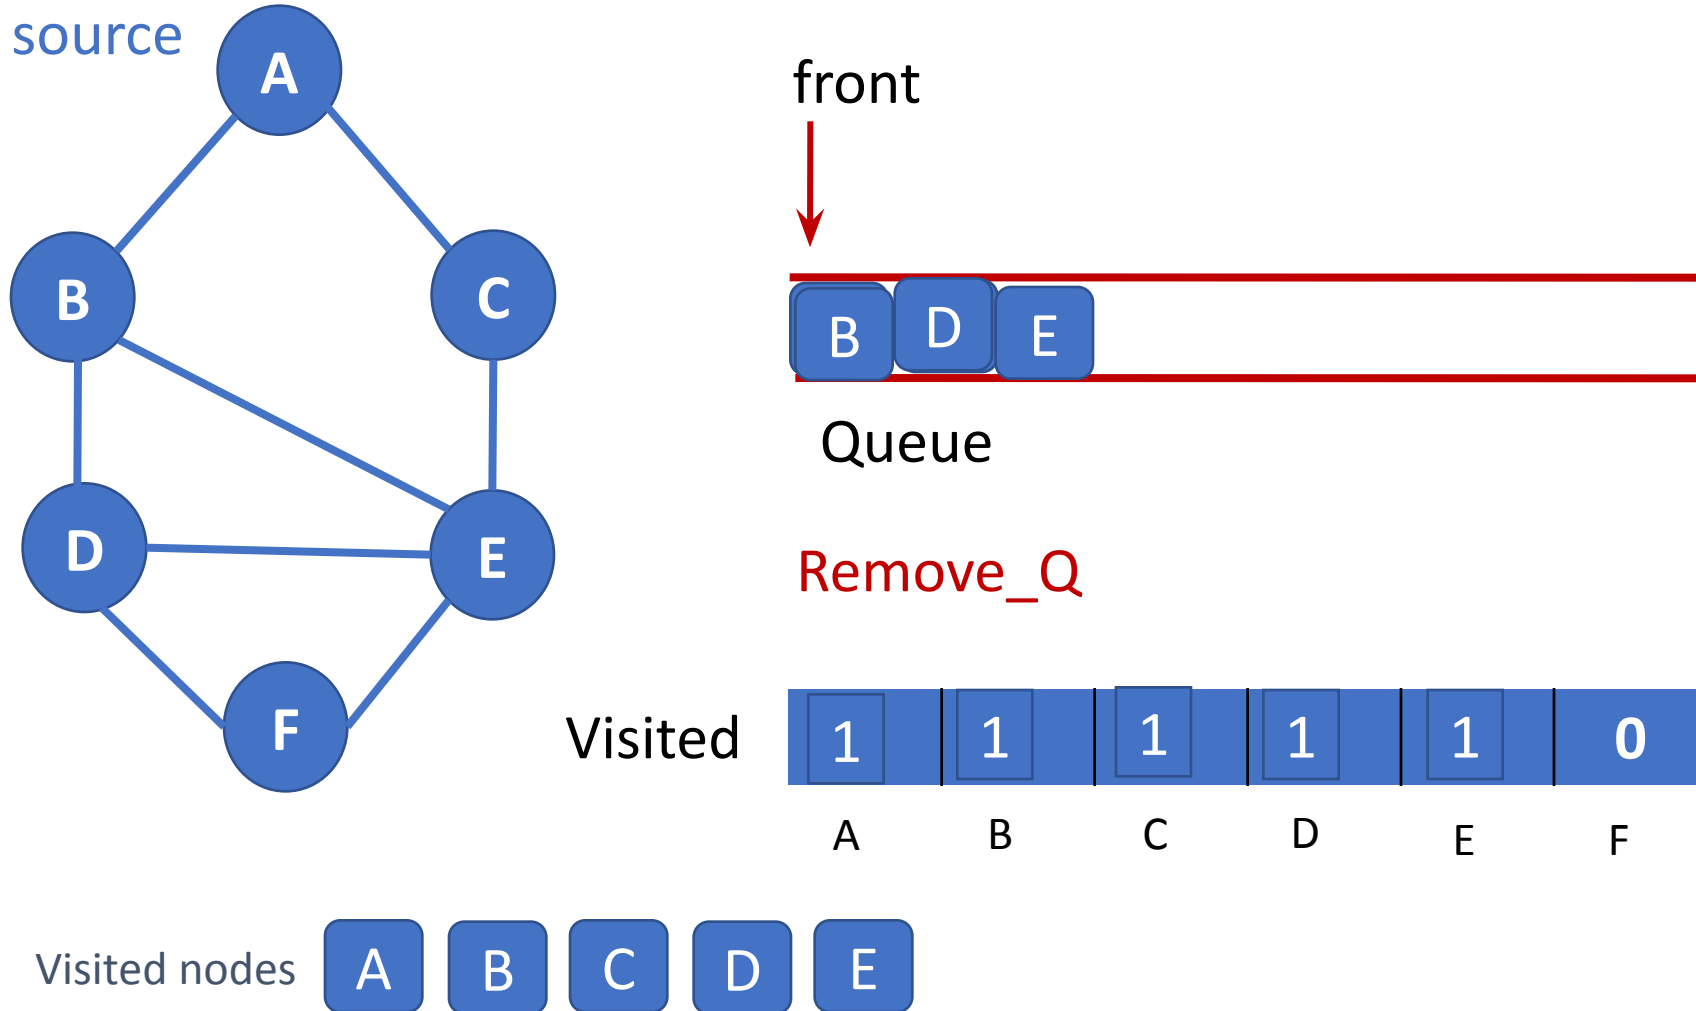 source
A
front
B
C
B D E
Queue
D
E
Remove_Q
F
Visited 1 1 1 1 1 0
A B C D E F
Visited nodes A B C D E